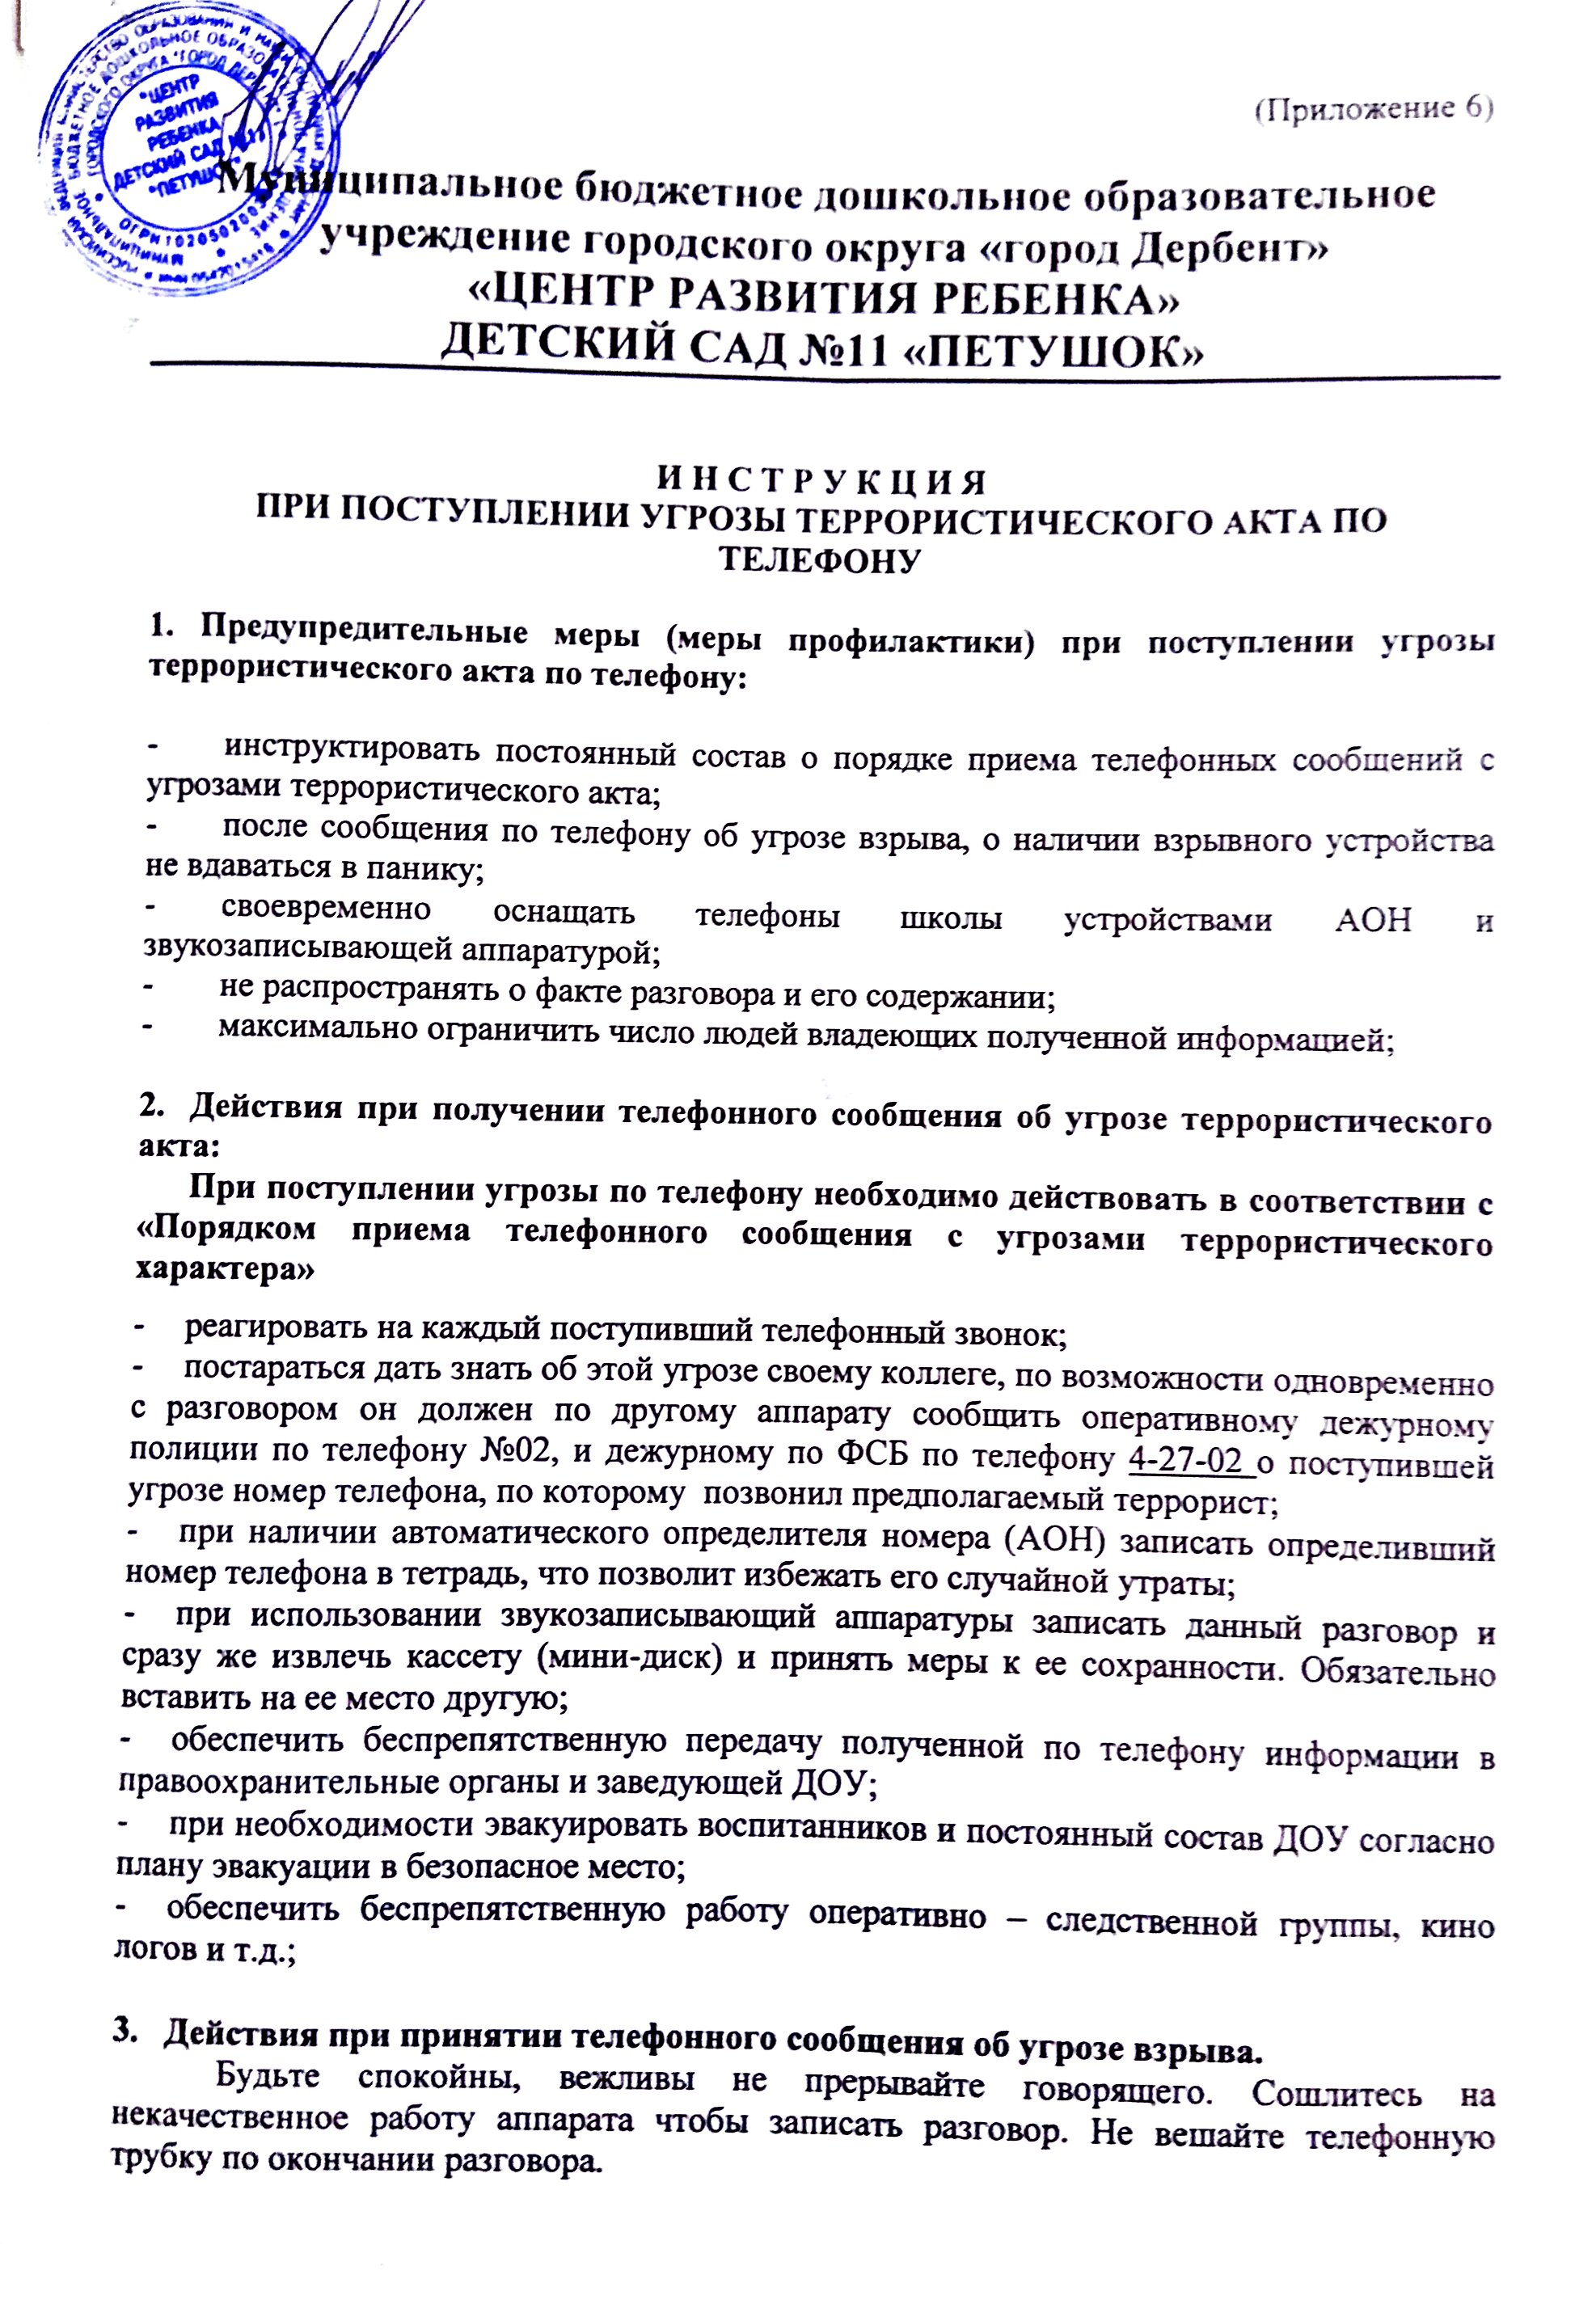 (Приложение 6)
"ЦЕНТР
РАЗВИТИЯ
РЕБЕНКА
ДЕТСКИЙ САД №11
"ПЕТУШОК"
Муниципальное бюджетное дошкольное образовательное
учреждение городского округа «город Дербент»
«ЦЕНТР РАЗВИТИЯ РЕБЕНКА»
ДЕТСКИЙ САД №11 «ПЕТУШОК»
И Н С Т Р У К Ц И Я
ПРИ ПОСТУПЛЕНИИ УГРОЗЫ ТЕРРОРИСТИЧЕСКОГО АКТА ПО
ТЕЛЕФОНУ
1. Предупредительные меры (меры профилактики) при поступлении угрозы
террористического акта по телефону:
- инструктировать постоянный состав о порядке приема телефонных сообщений с
угрозами террористического акта;
- после сообщения по телефону об угрозе взрыва, о наличии взрывного устройства
не вдаваться в панику;
- своевременно оснащать телефоны школы устройствами АОН и
звукозаписывающей аппаратурой;
- не распространять о факте разговора и его содержании;
- максимально ограничить число людей владеющих полученной информацией;
2. Действия при получении телефонного сообщения об угрозе террористического
акта:
При поступлении угрозы по телефону необходимо действовать в соответствии с
«Порядком приема телефонного сообщения с угрозами террористического
характера»
- реагировать на каждый поступивший телефонный звонок;
- постараться дать знать об этой угрозе своему коллеге, по возможности одновременно
с разговором он должен по другому аппарату сообщить оперативному дежурному
полиции по телефону №02, и дежурному по ФСБ по телефону 4-27-02 о поступившей
угрозе номер телефона, по которому позвонил предполагаемый террорист;
- при наличии автоматического определителя номера (АОН) записать определивший
номер телефона в тетрадь, что позволит избежать его случайной утраты;
- при использовании звукозаписывающий аппаратуры записать данный разговор и
сразу же извлечь кассету (мини-диск) и принять меры к ее сохранности. Обязательно
вставить на ее место другую;
- обеспечить беспрепятственную передачу полученной по телефону информации в
правоохранительные органы и заведующей ДОУ;
- при необходимости эвакуировать воспитанников и постоянный состав ДОУ согласно
плану эвакуации в безопасное место;
- обеспечить беспрепятственную работу оперативно – следственной группы, кино
логов и т.д.;
3. Действия при принятии телефонного сообщения об угрозе взрыва.
Будьте спокойны, вежливы не прерывайте говорящего. Сошлитесь на
некачественное работу аппарата чтобы записать разговор. Не вешайте телефонную
трубку по окончании разговора.